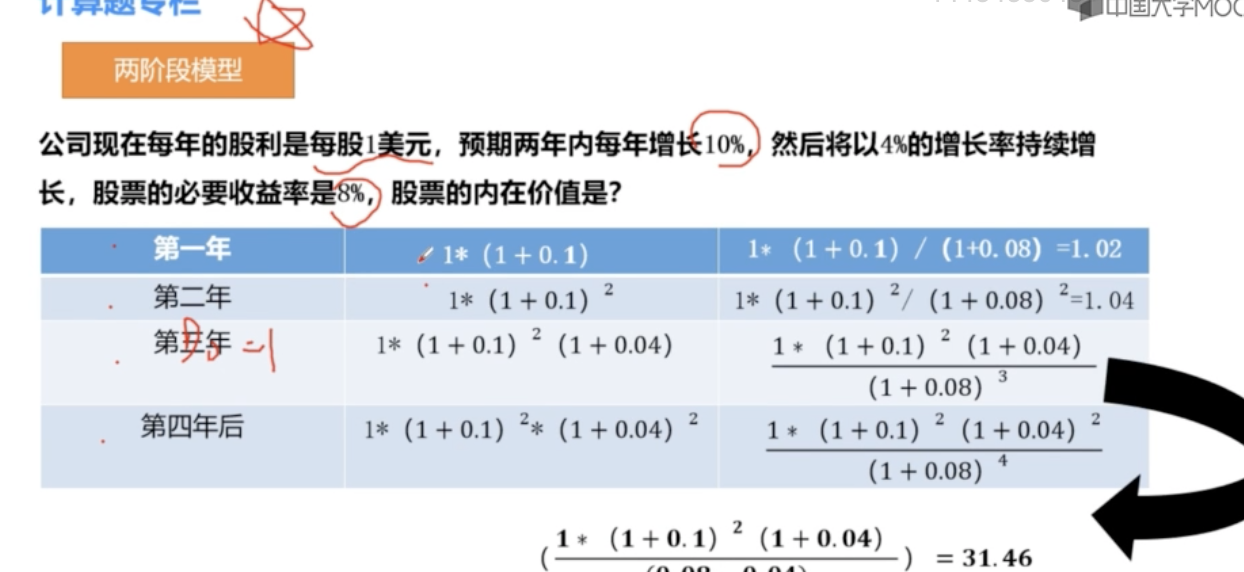 计算题专栏
中国大学MOC
两阶段模型
公司现在每年的股利是每股1美元，预期两年内每年增长10%，然后将以4%的增长率持续增
长，股票的必要收益率是8%，股票的内在价值是？
第一年 1*（1+0.1） 1*（1+0.1）/（1+0.08）=1.02
第二年 1*（1+0.1）² 1*（1+0.1）²/（1+0.08）²=1.04
第三年 1*（1+0.1）²（1+0.04） 1*（1+0.1）²（1+0.04）
D₀=1
（1+0.08）³
第四年后 1*（1+0.1）²*（1+0.04）² 1*（1+0.1）²（1+0.04）²
（1+0.08）⁴
（1*（1+0.1）²（1+0.04）） = 31.46